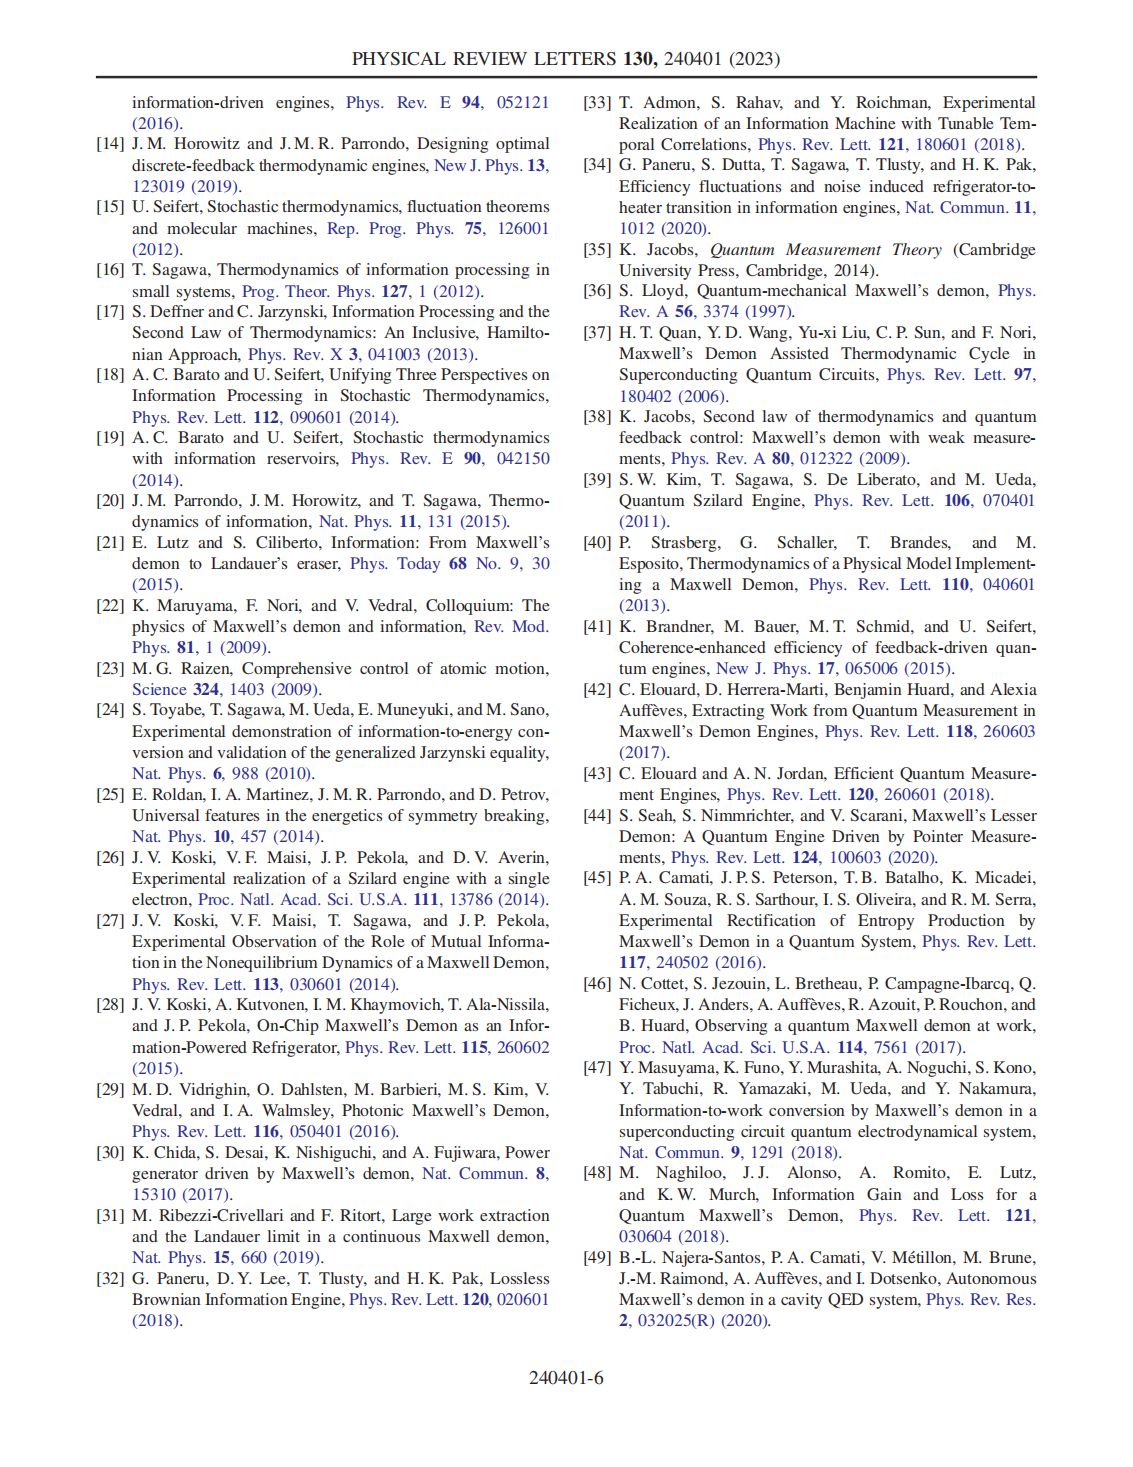 PHYSICAL REVIEW LETTERS 130, 240401 (2023)
information-driven engines, Phys. Rev. E 94, 052121
(2016).
[14] J. M. Horowitz and J. M. R. Parrondo, Designing optimal
discrete-feedback thermodynamic engines, New J. Phys. 13,
123019 (2019).
[15] U. Seifert, Stochastic thermodynamics, fluctuation theorems
and molecular machines, Rep. Prog. Phys. 75, 126001
(2012).
[16] T. Sagawa, Thermodynamics of information processing in
small systems, Prog. Theor. Phys. 127, 1 (2012).
[17] S. Deffner and C. Jarzynski, Information Processing and the
Second Law of Thermodynamics: An Inclusive, Hamilto-
nian Approach, Phys. Rev. X 3, 041003 (2013).
[18] A. C. Barato and U. Seifert, Unifying Three Perspectives on
Information Processing in Stochastic Thermodynamics,
Phys. Rev. Lett. 112, 090601 (2014).
[19] A. C. Barato and U. Seifert, Stochastic thermodynamics
with information reservoirs, Phys. Rev. E 90, 042150
(2014).
[20] J. M. Parrondo, J. M. Horowitz, and T. Sagawa, Thermo-
dynamics of information, Nat. Phys. 11, 131 (2015).
[21] E. Lutz and S. Ciliberto, Information: From Maxwell's
demon to Landauer's eraser, Phys. Today 68 No. 9, 30
(2015).
[22] K. Maruyama, F. Nori, and V. Vedral, Colloquium: The
physics of Maxwell's demon and information, Rev. Mod.
Phys. 81, 1 (2009).
[23] M. G. Raizen, Comprehensive control of atomic motion,
Science 324, 1403 (2009).
[24] S. Toyabe, T. Sagawa, M. Ueda, E. Muneyuki, and M. Sano,
Experimental demonstration of information-to-energy con-
version and validation of the generalized Jarzynski equality,
Nat. Phys. 6, 988 (2010).
[25] E. Roldan, I. A. Martinez, J. M. R. Parrondo, and D. Petrov,
Universal features in the energetics of symmetry breaking,
Nat. Phys. 10, 457 (2014).
[26] J. V. Koski, V. F. Maisi, J. P. Pekola, and D. V. Averin,
Experimental realization of a Szilard engine with a single
electron, Proc. Natl. Acad. Sci. U.S.A. 111, 13786 (2014).
[27] J. V. Koski, V. F. Maisi, T. Sagawa, and J. P. Pekola,
Experimental Observation of the Role of Mutual Informa-
tion in the Nonequilibrium Dynamics of a Maxwell Demon,
Phys. Rev. Lett. 113, 030601 (2014).
[28] J. V. Koski, A. Kutvonen, I. M. Khaymovich, T. Ala-Nissila,
and J. P. Pekola, On-Chip Maxwell's Demon as an Infor-
mation-Powered Refrigerator, Phys. Rev. Lett. 115, 260602
(2015).
[29] M. D. Vidrighin, O. Dahlsten, M. Barbieri, M. S. Kim, V.
Vedral, and I. A. Walmsley, Photonic Maxwell's Demon,
Phys. Rev. Lett. 116, 050401 (2016).
[30] K. Chida, S. Desai, K. Nishiguchi, and A. Fujiwara, Power
generator driven by Maxwell's demon, Nat. Commun. 8,
15310 (2017).
[31] M. Ribezzi-Crivellari and F. Ritort, Large work extraction
and the Landauer limit in a continuous Maxwell demon,
Nat. Phys. 15, 660 (2019).
[32] G. Paneru, D. Y. Lee, T. Tlusty, and H. K. Pak, Lossless
Brownian Information Engine, Phys. Rev. Lett. 120, 020601
(2018).
[33] T. Admon, S. Rahav, and Y. Roichman, Experimental
Realization of an Information Machine with Tunable Tem-
poral Correlations, Phys. Rev. Lett. 121, 180601 (2018).
[34] G. Paneru, S. Dutta, T. Sagawa, T. Tlusty, and H. K. Pak,
Efficiency fluctuations and noise induced refrigerator-to-
heater transition in information engines, Nat. Commun. 11,
1012 (2020).
[35] K. Jacobs, Quantum Measurement Theory (Cambridge
University Press, Cambridge, 2014).
[36] S. Lloyd, Quantum-mechanical Maxwell's demon, Phys.
Rev. A 56, 3374 (1997).
[37] H. T. Quan, Y. D. Wang, Yu-xi Liu, C. P. Sun, and F. Nori,
Maxwell's Demon Assisted Thermodynamic Cycle in
Superconducting Quantum Circuits, Phys. Rev. Lett. 97,
180402 (2006).
[38] K. Jacobs, Second law of thermodynamics and quantum
feedback control: Maxwell's demon with weak measure-
ments, Phys. Rev. A 80, 012322 (2009).
[39] S. W. Kim, T. Sagawa, S. De Liberato, and M. Ueda,
Quantum Szilard Engine, Phys. Rev. Lett. 106, 070401
(2011).
[40] P. Strasberg, G. Schaller, T. Brandes, and M.
Esposito, Thermodynamics of a Physical Model Implement-
ing a Maxwell Demon, Phys. Rev. Lett. 110, 040601
(2013).
[41] K. Brandner, M. Bauer, M. T. Schmid, and U. Seifert,
Coherence-enhanced efficiency of feedback-driven quan-
tum engines, New J. Phys. 17, 065006 (2015).
[42] C. Elouard, D. Herrera-Marti, Benjamin Huard, and Alexia
Auffèves, Extracting Work from Quantum Measurement in
Maxwell's Demon Engines, Phys. Rev. Lett. 118, 260603
(2017).
[43] C. Elouard and A. N. Jordan, Efficient Quantum Measure-
ment Engines, Phys. Rev. Lett. 120, 260601 (2018).
[44] S. Seah, S. Nimmrichter, and V. Scarani, Maxwell's Lesser
Demon: A Quantum Engine Driven by Pointer Measure-
ments, Phys. Rev. Lett. 124, 100603 (2020).
[45] P. A. Camati, J. P. S. Peterson, T. B. Batalho, K. Micadei,
A. M. Souza, R. S. Sarthour, I. S. Oliveira, and R. M. Serra,
Experimental Rectification of Entropy Production by
Maxwell's Demon in a Quantum System, Phys. Rev. Lett.
117, 240502 (2016).
[46] N. Cottet, S. Jezouin, L. Bretheau, P. Campagne-Ibarcq, Q.
Ficheux, J. Anders, A. Auffèves, R. Azouit, P. Rouchon, and
B. Huard, Observing a quantum Maxwell demon at work,
Proc. Natl. Acad. Sci. U.S.A. 114, 7561 (2017).
[47] Y. Masuyama, K. Funo, Y. Murashita, A. Noguchi, S. Kono,
Y. Tabuchi, R. Yamazaki, M. Ueda, and Y. Nakamura,
Information-to-work conversion by Maxwell's demon in a
superconducting circuit quantum electrodynamical system,
Nat. Commun. 9, 1291 (2018).
[48] M. Naghiloo, J. J. Alonso, A. Romito, E. Lutz,
and K. W. Murch, Information Gain and Loss for a
Quantum Maxwell's Demon, Phys. Rev. Lett. 121,
030604 (2018).
[49] B.-L. Najera-Santos, P. A. Camati, V. Métillon, M. Brune,
J.-M. Raimond, A. Auffèves, and I. Dotsenko, Autonomous
Maxwell's demon in a cavity QED system, Phys. Rev. Res.
2, 032025(R) (2020).
240401-6